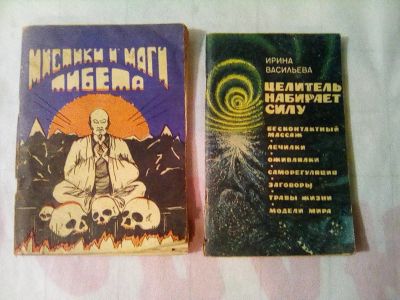 МИСТИКИ И МАГИ
ТИБЕТА
ИРИНА
ВАСИЛЬЕВА
ЦЕЛИТЕЛЬ
НАБИРАЕТ
СИЛУ
БЕСКОНТАКТНЫЙ
МАССАЖ
•
ЛЕЧИЛКИ
•
ОЖИВЛЯЛКИ
•
САМОРЕГУЛЯЦИЯ
•
ЗАГОВОРЫ
•
ТРАВЫ ЖИЗНИ
•
МОДЕЛИ МИРА